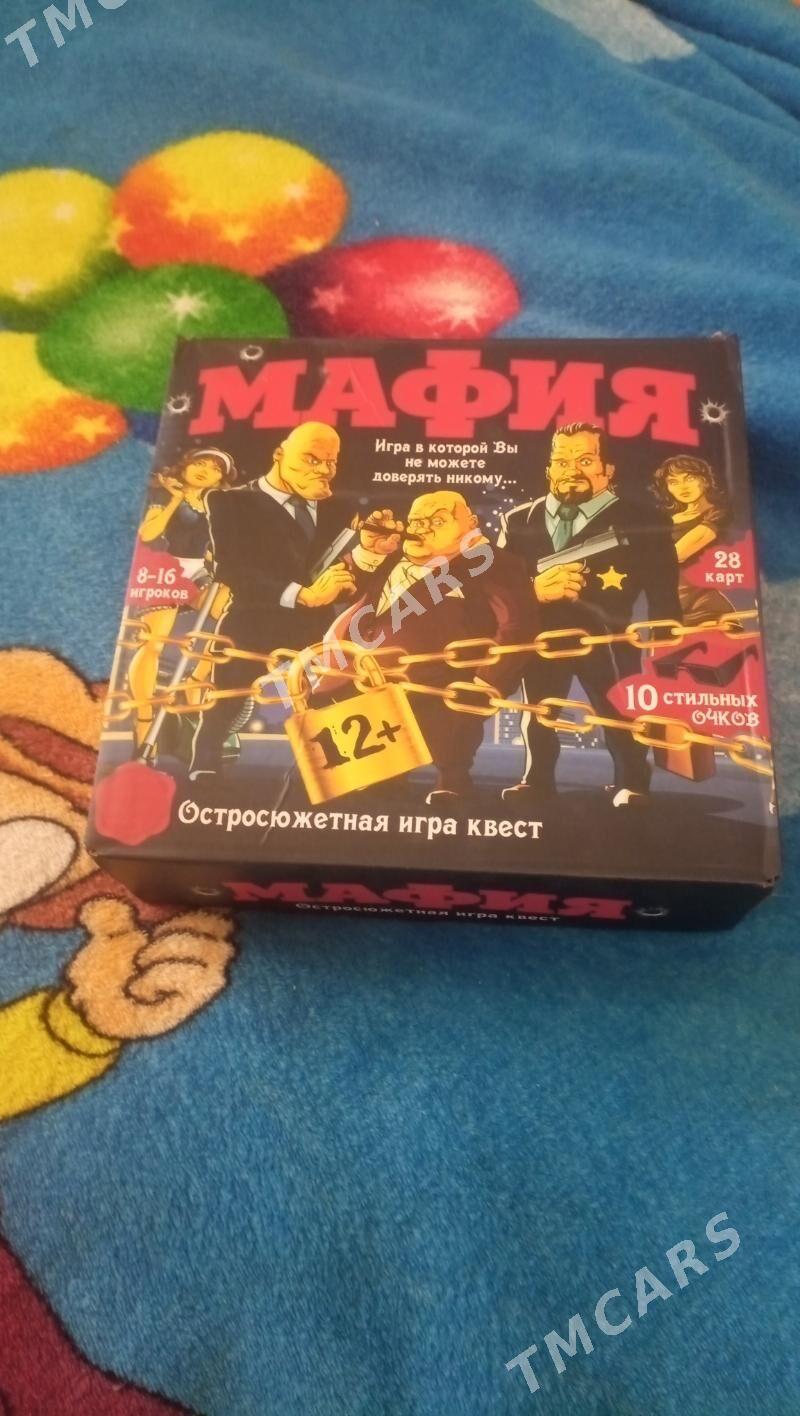 TMC
МАФИЯ
Игра в которой Вы
не можете
доверять никому...
8-16
игроков
28
карт
TMCARS
10 стильных
очков
12+
Остросюжетная игра квест
МАФИЯ
Остросюжетная игра квест
TMCARS